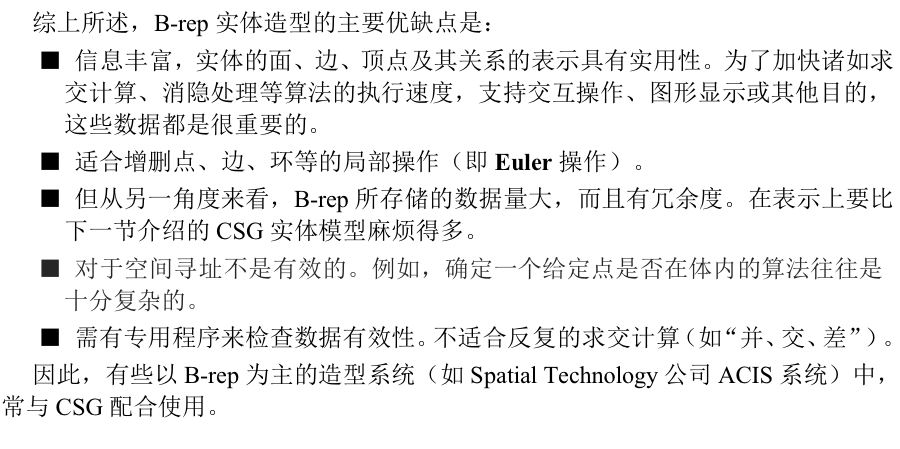 综上所述，B-rep 实体造型的主要优缺点是：
■ 信息丰富，实体的面、边、顶点及其关系的表示具有实用性。为了加快诸如求
交计算、消隐处理等算法的执行速度，支持交互操作、图形显示或其他目的，
这些数据都是很重要的。
■ 适合增删点、边、环等的局部操作（即 Euler 操作）。
■ 但从另一角度来看，B-rep 所存储的数据量大，而且有冗余度。在表示上要比
下一节介绍的 CSG 实体模型麻烦得多。
■ 对于空间寻址不是有效的。例如，确定一个给定点是否在体内的算法往往是
十分复杂的。
■ 需有专用程序来检查数据有效性。不适合反复的求交计算（如“并、交、差”）。
因此，有些以 B-rep 为主的造型系统（如 Spatial Technology 公司 ACIS 系统）中，
常与 CSG 配合使用。